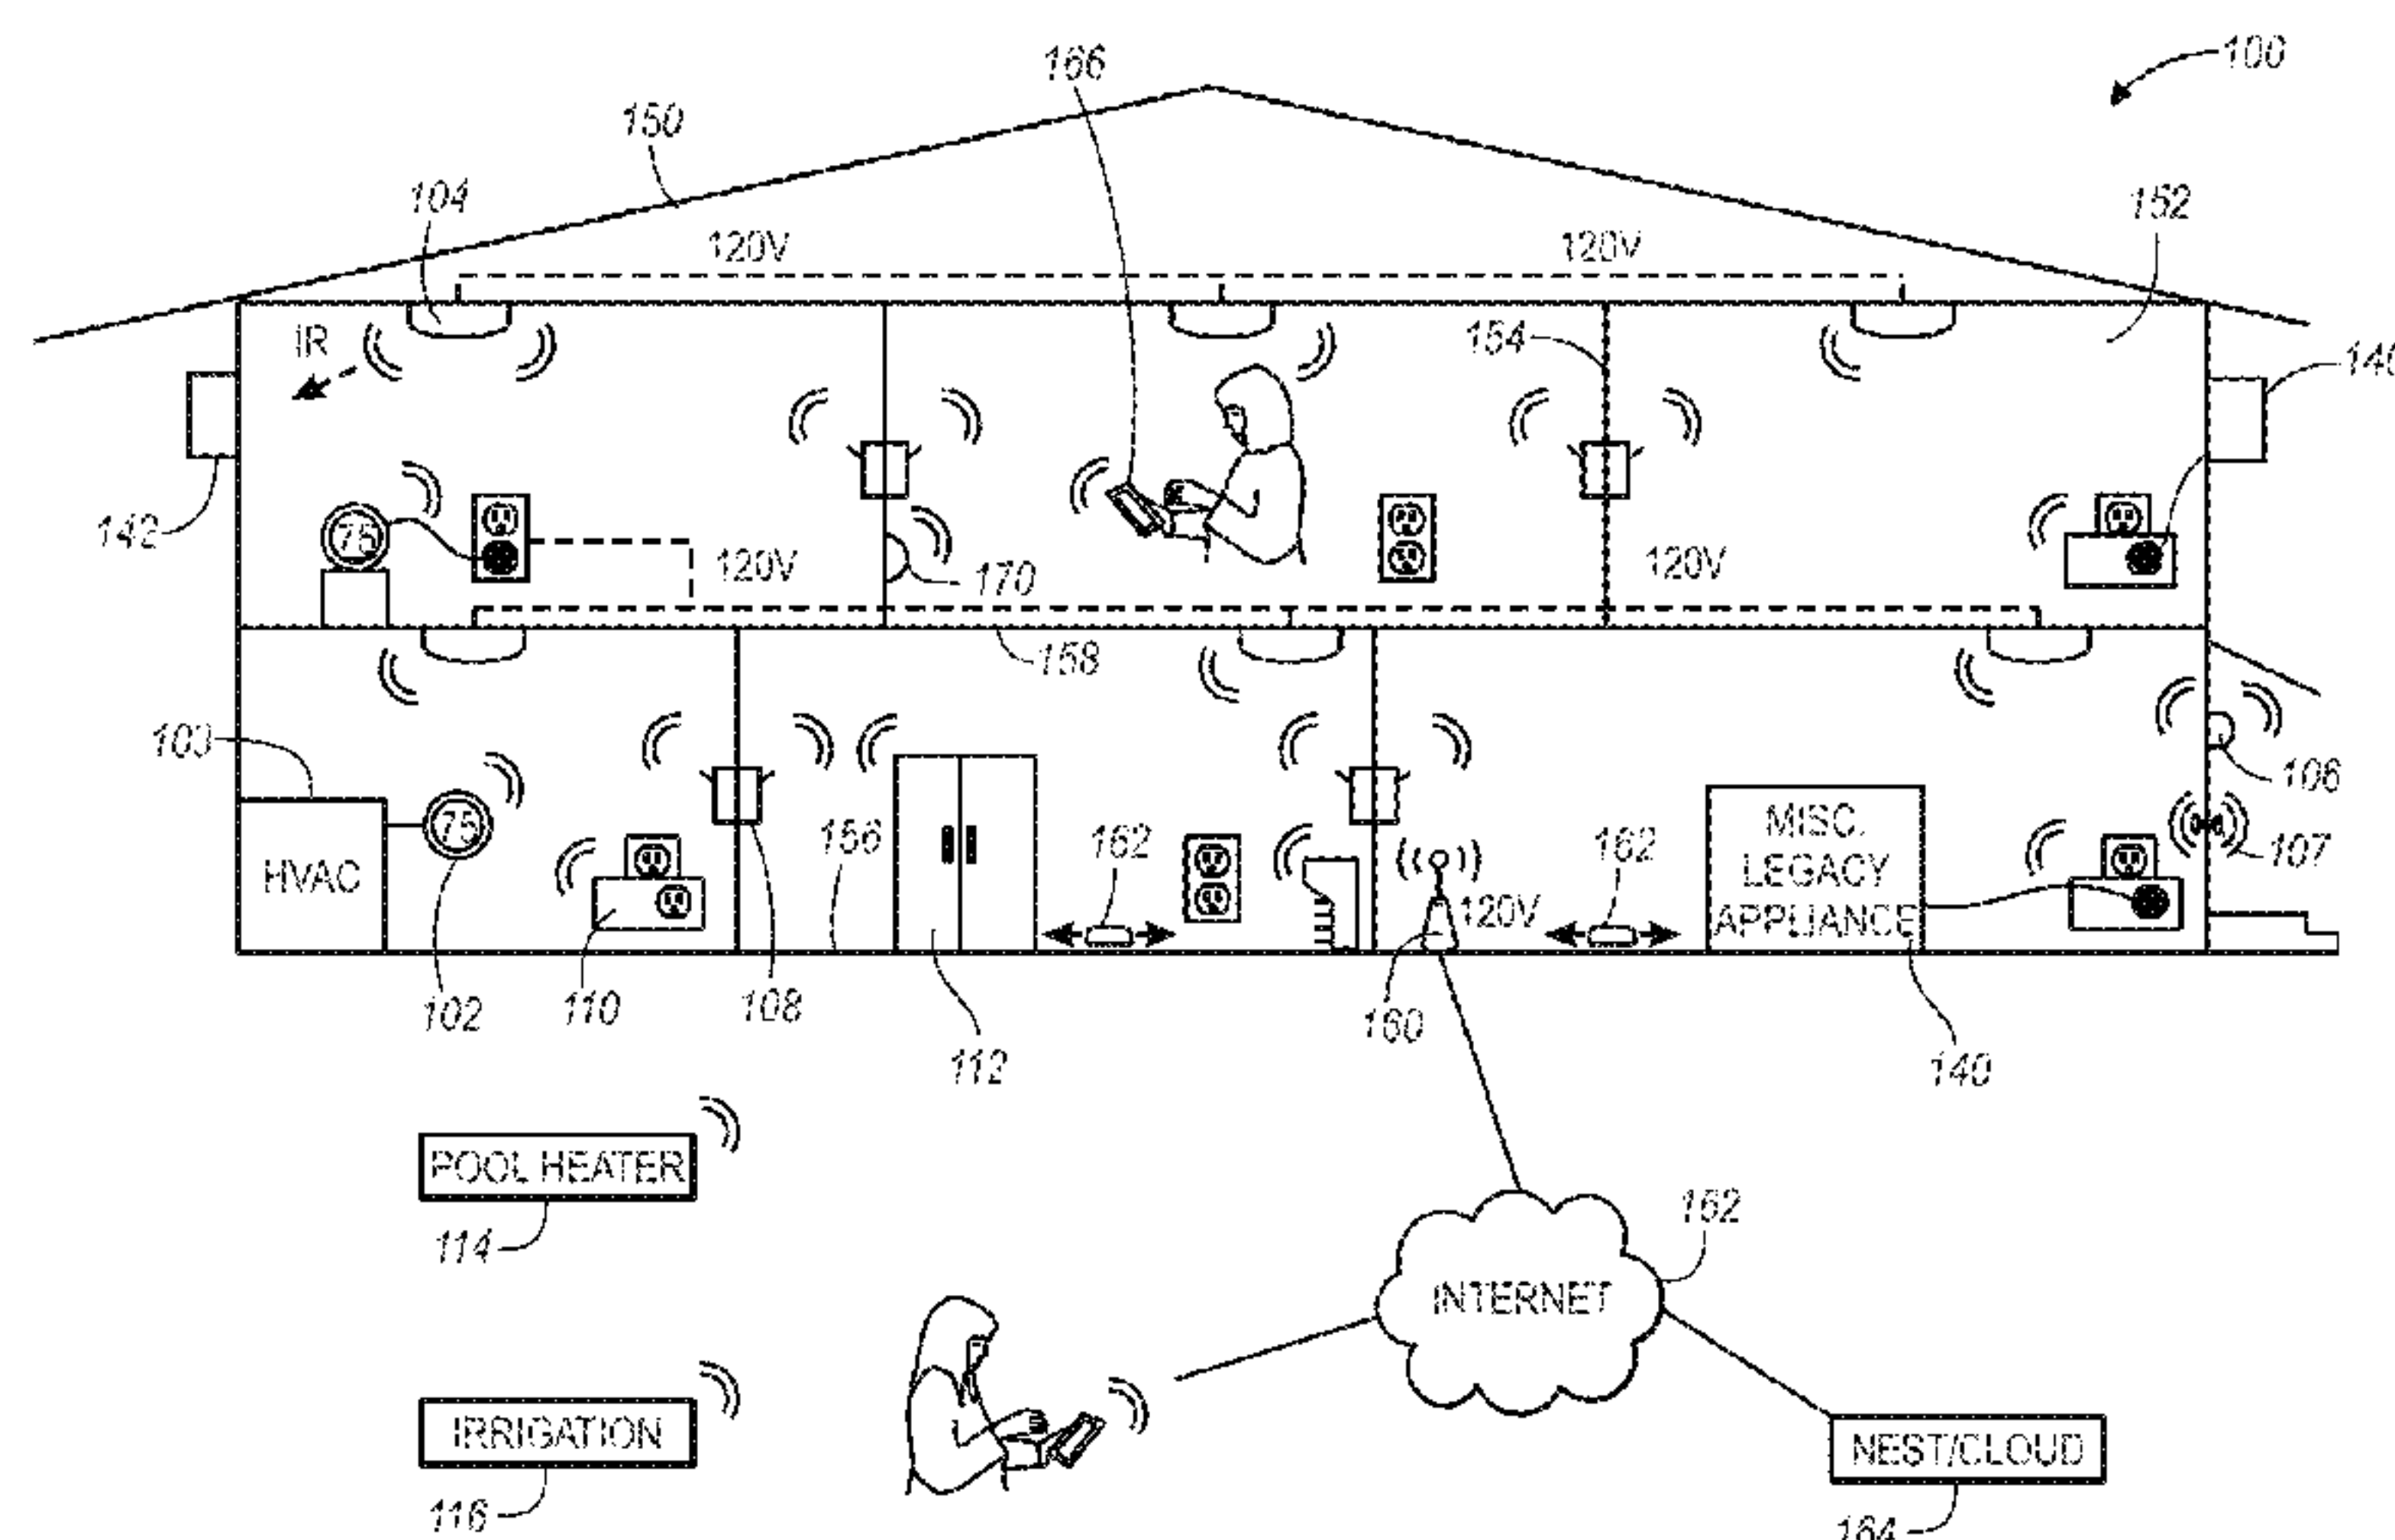 166
100
150
104
152
120V
120V
IR
154
140
142
75
120V
170
120V
158
103
106
75
HVAC
156
162
162
MISC.
LEGACY
APPLIANCE
107
120V
102
110
108
160
112
140
POOL HEATER
114
162
INTERNET
IRRIGATION
NEST/CLOUD
116
164